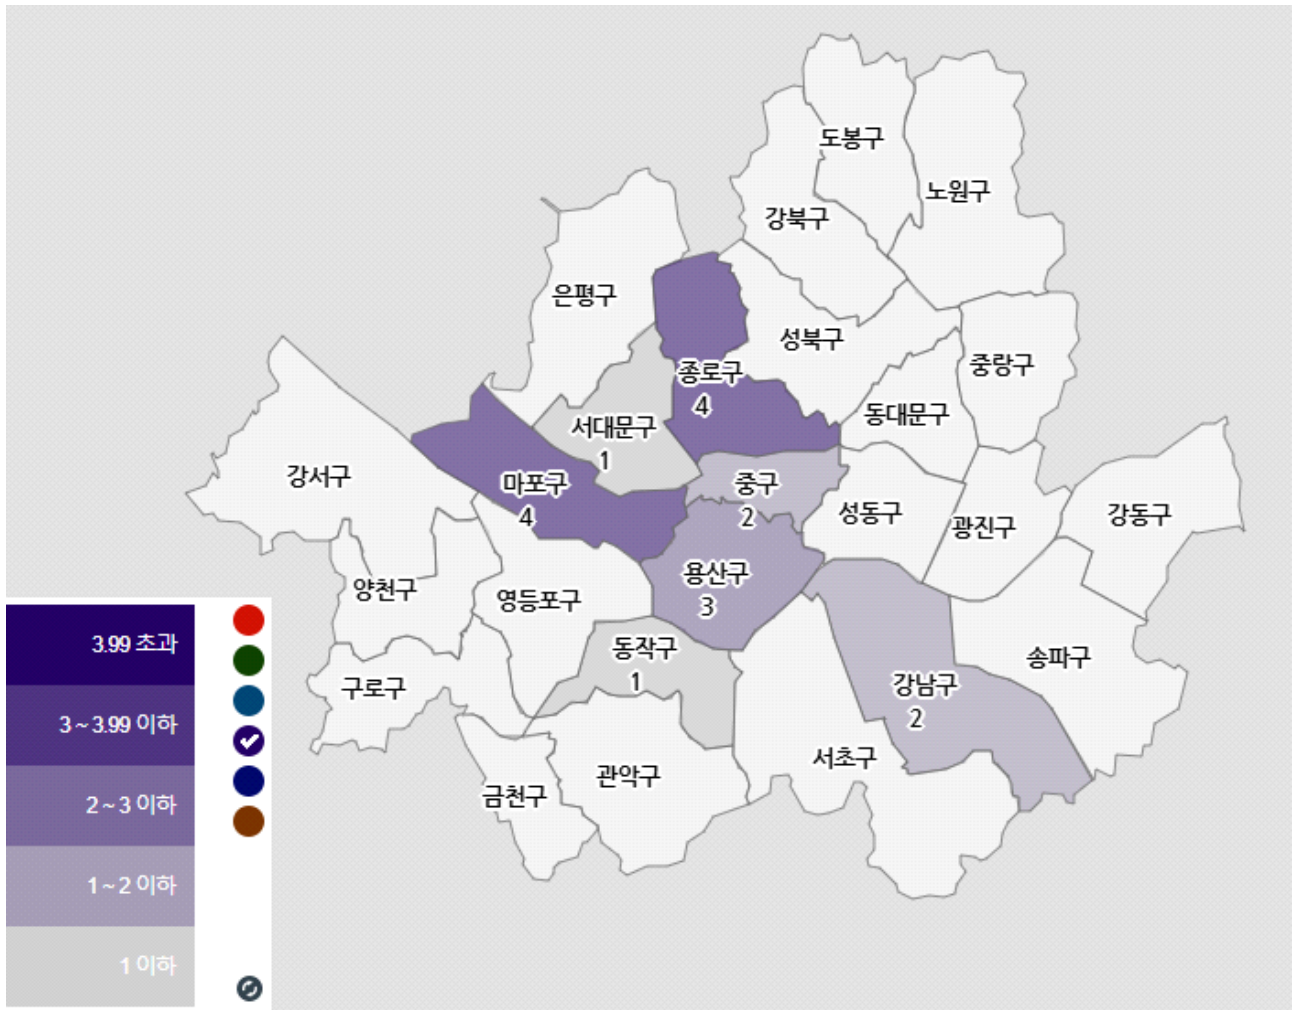 도봉구
노원구
강북구
은평구
성북구
중랑구
종로구
4
동대문구
서대문구
1
강서구
마포구
4
중구
2
성동구
광진구
강동구
양천구
용산구
3
영등포구
동작구
1
송파구
구로구
강남구
2
서초구
관악구
금천구
3.99 초과
3 ~ 3.99 이하
2 ~ 3 이하
1 ~ 2 이하
1 이하